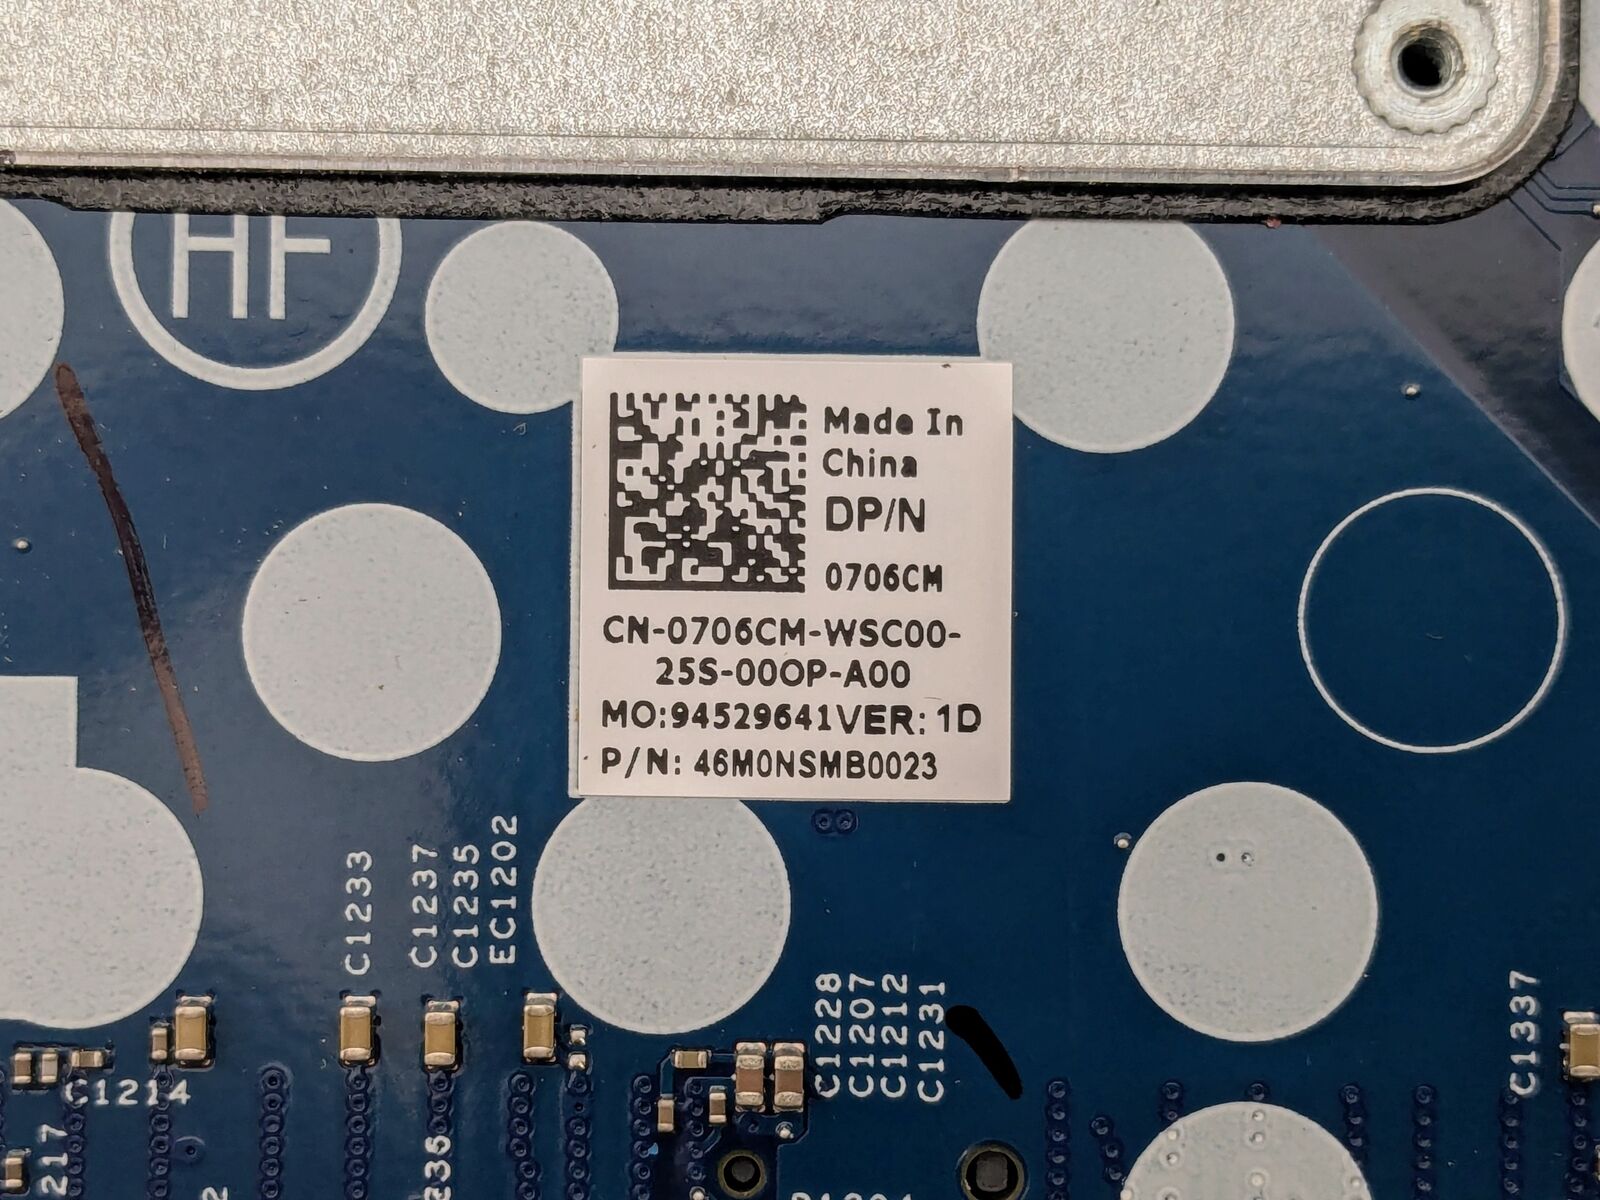 HF
Made In
China
DP/N
0706CM
CN-0706CM-WSC00-
25S-00OP-A00
MO:94529641VER: 1D
P/N: 46M0NSMB0023
C1233
C1237
C1235
EC1202
C1228
C1207
C1212
C1231
C1337
C1214